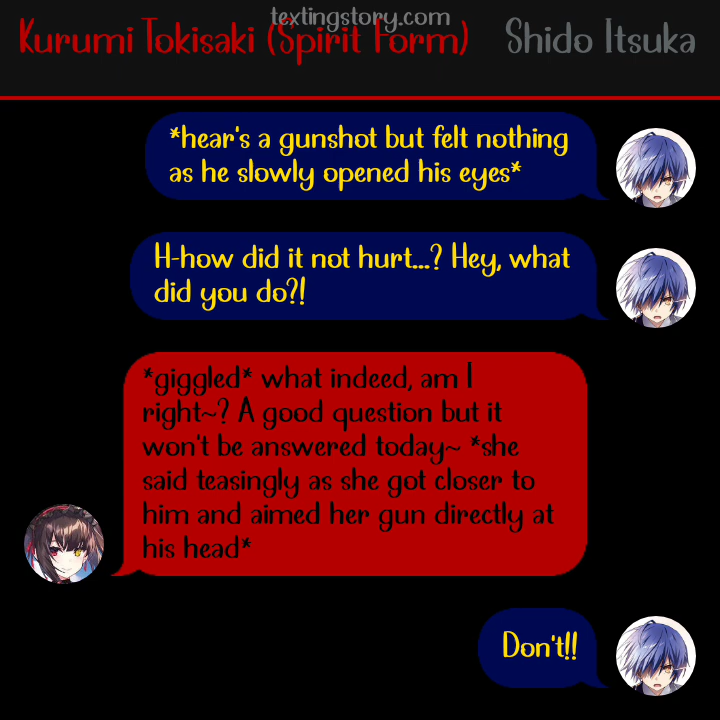 textingstory.com
Kurumi Tokisaki (Spirit Form) Shido Itsuka
*hear's a gunshot but felt nothing
as he slowly opened his eyes*
H-how did it not hurt...? Hey, what
did you do?!
*giggled* what indeed, am I
right~? A good question but it
won't be answered today~ *she
said teasingly as she got closer to
him and aimed her gun directly at
his head*
Don't!!